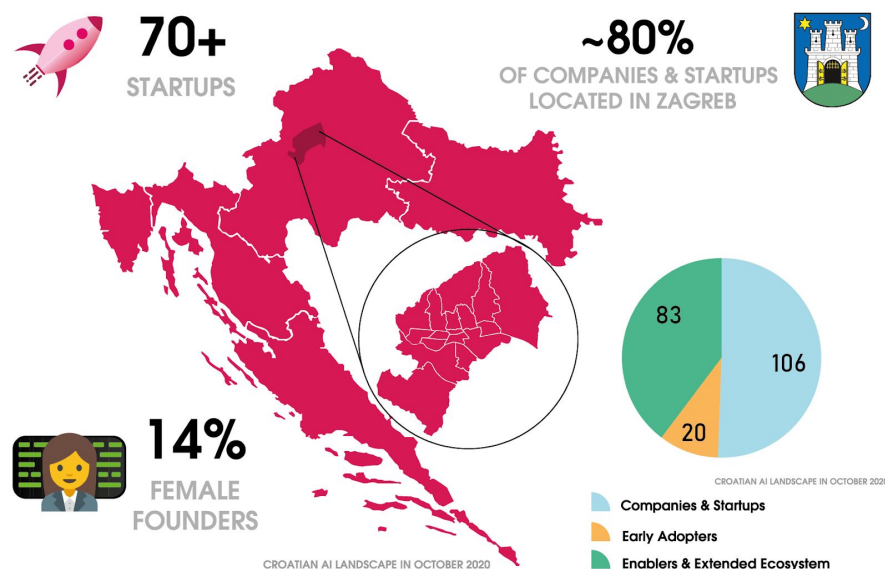 70+
STARTUPS
~80%
OF COMPANIES & STARTUPS
LOCATED IN ZAGREB
83
106
20
14%
FEMALE
FOUNDERS
CROATIAN AI LANDSCAPE IN OCTOBER 2020
CROATIAN AI LANDSCAPE IN OCTOBER 2020
Companies & Startups
Early Adopters
Enablers & Extended Ecosystem